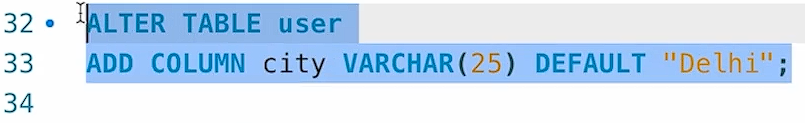 32 ALTER TABLE user
33 ADD COLUMN city VARCHAR(25) DEFAULT "Delhi";
34